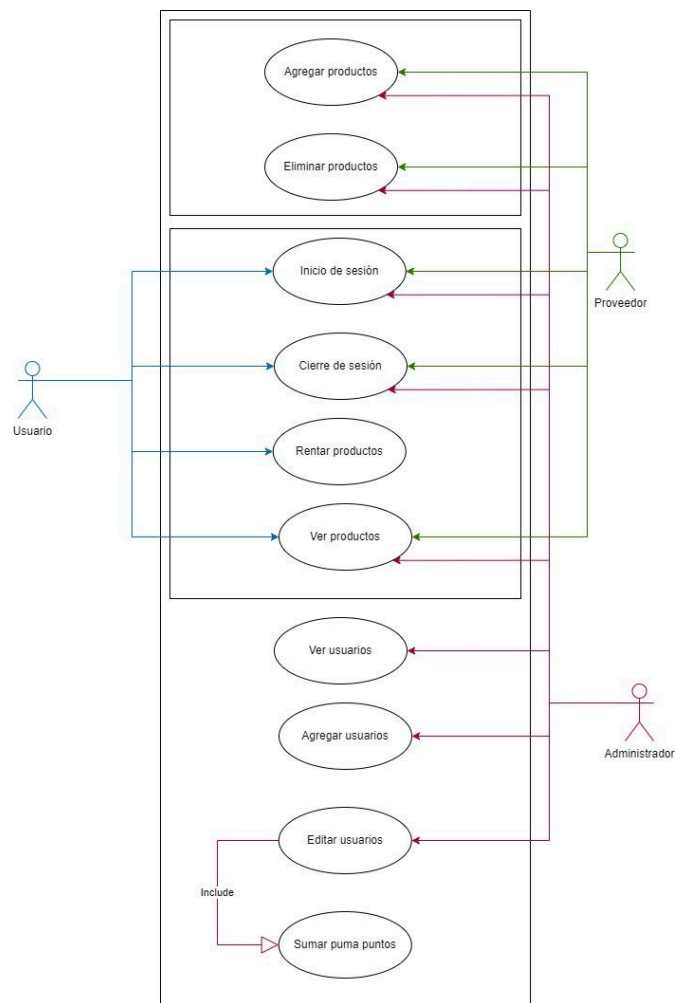 Agregar productos
Eliminar productos
Inicio de sesión
Proveedor
Cierre de sesión
Usuario
Rentar productos
Ver productos
Ver usuarios
Agregar usuarios
Administrador
Editar usuarios
Include
Sumar puma puntos